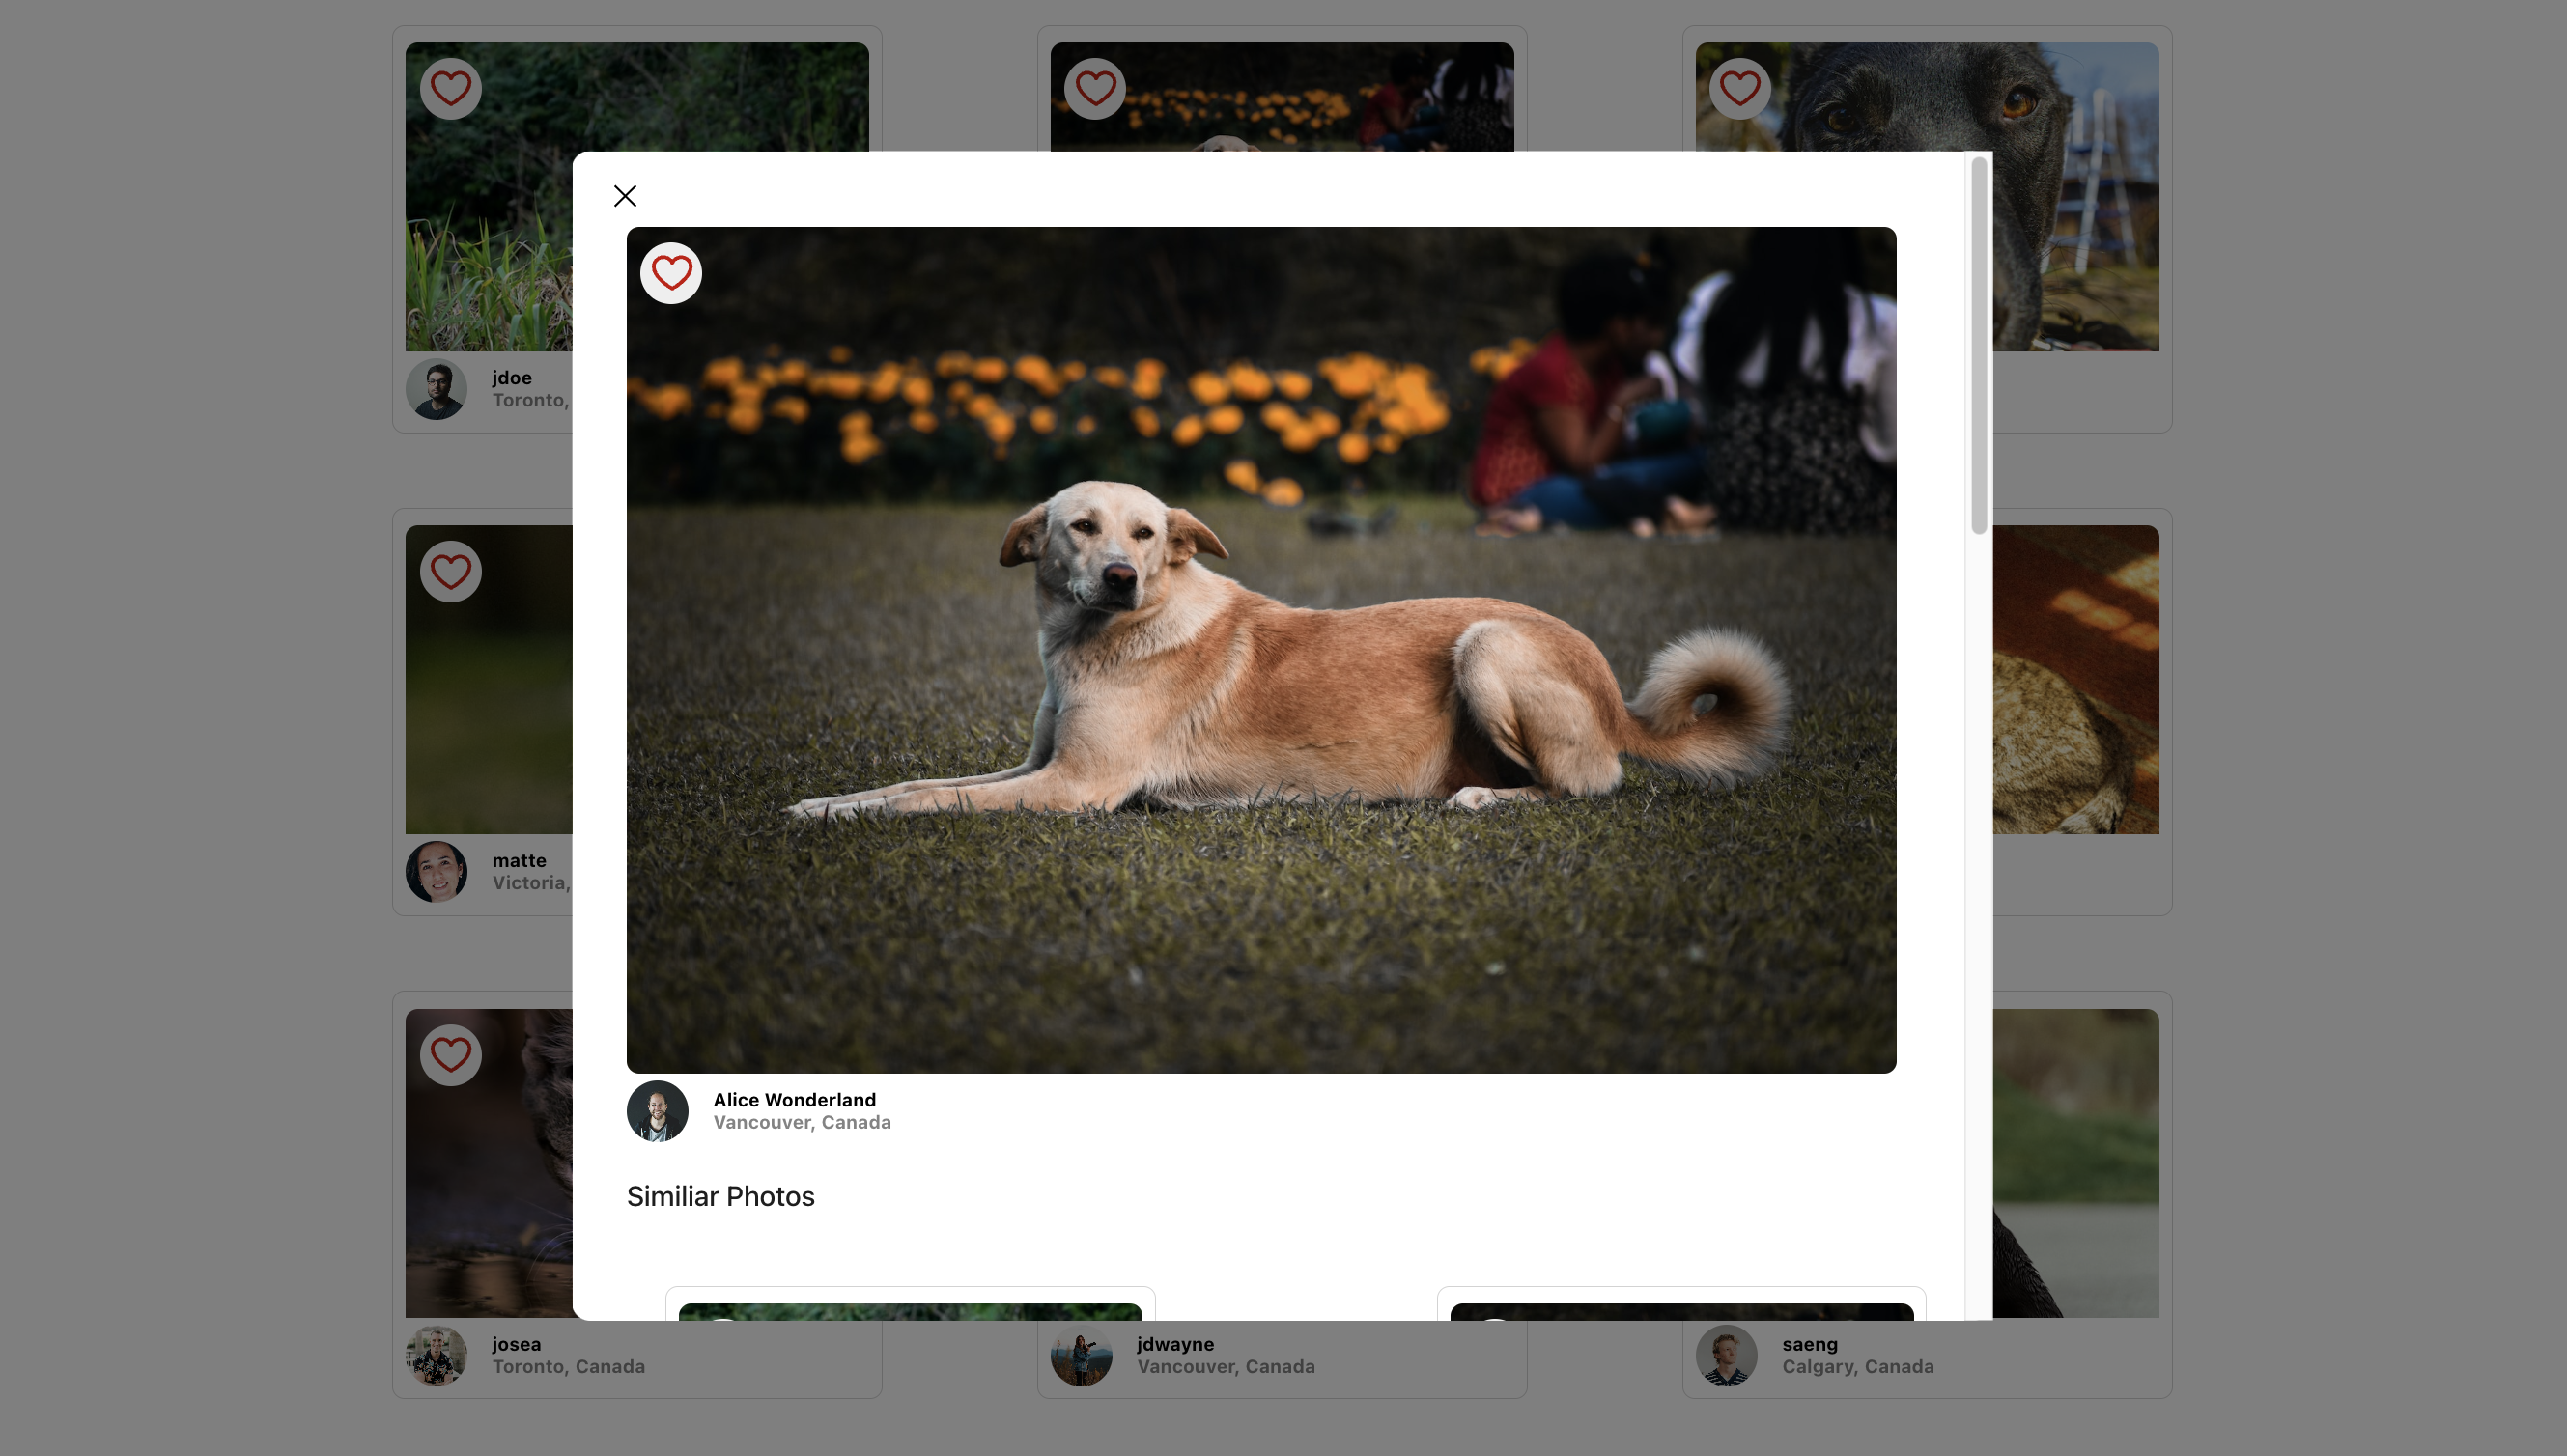 jdoe
Toronto,
matte
Victoria,
Alice Wonderland
Vancouver, Canada
Similiar Photos
josea
Toronto, Canada
jdwayne
Vancouver, Canada
saeng
Calgary, Canada